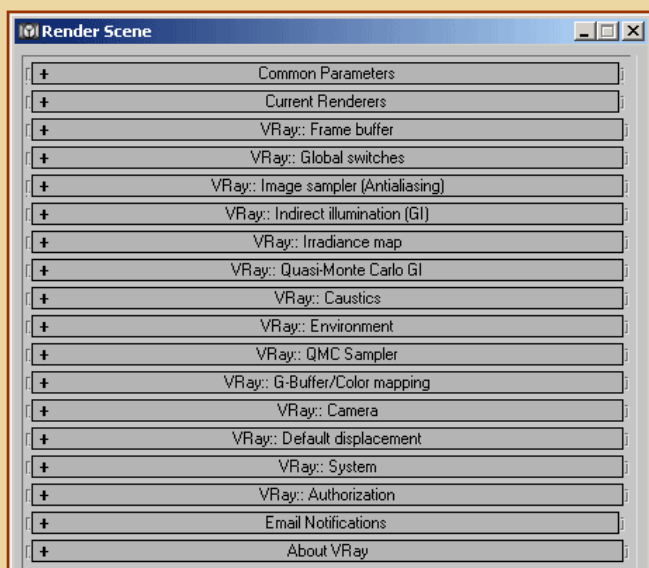 Render Scene
+ Common Parameters
+ Current Renderers
+ VRay:: Frame buffer
+ VRay:: Global switches
+ VRay:: Image sampler (Antialiasing)
+ VRay:: Indirect illumination (GI)
+ VRay:: Irradiance map
+ VRay:: Quasi-Monte Carlo GI
+ VRay:: Caustics
+ VRay:: Environment
+ VRay:: QMC Sampler
+ VRay:: G-Buffer/Color mapping
+ VRay:: Camera
+ VRay:: Default displacement
+ VRay:: System
+ VRay:: Authorization
+ Email Notifications
+ About VRay